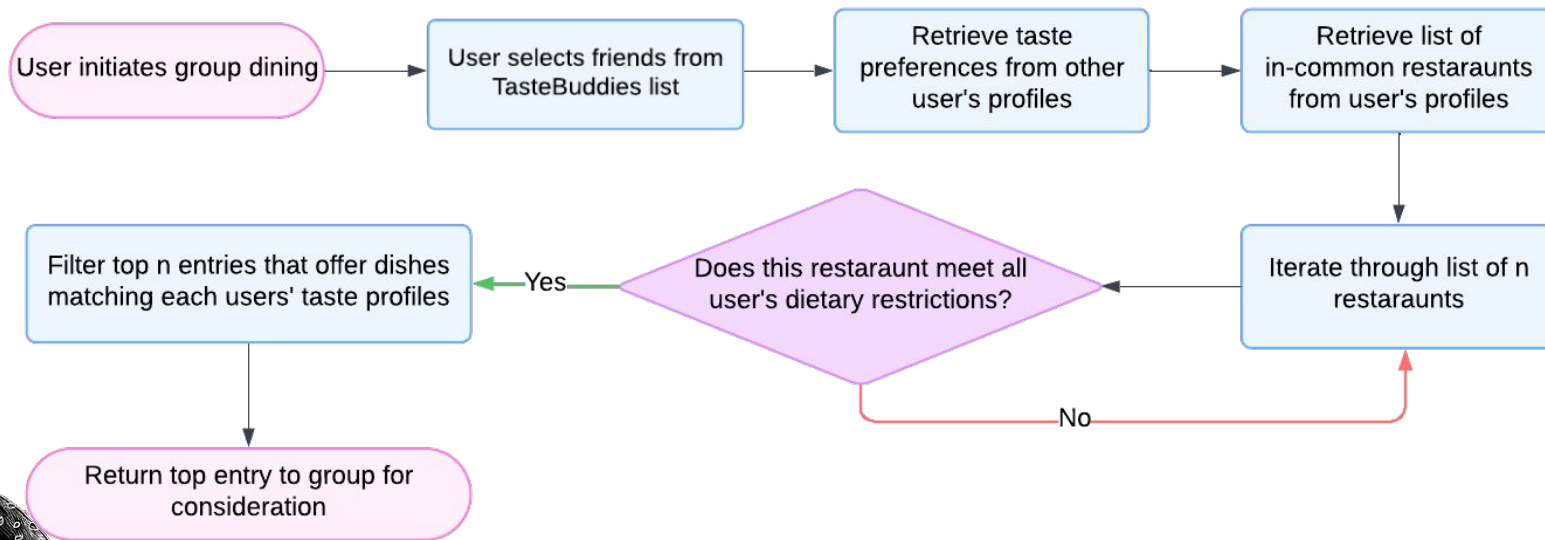 User initiates group dining
User selects friends from
TasteBuddies list
Retrieve taste
preferences from other
user's profiles
Retrieve list of
in-common restaraunts
from user's profiles
Iterate through list of n
restaraunts
Does this restaraunt meet all
user's dietary restrictions?
Yes
No
Filter top n entries that offer dishes
matching each users' taste profiles
Return top entry to group for
consideration